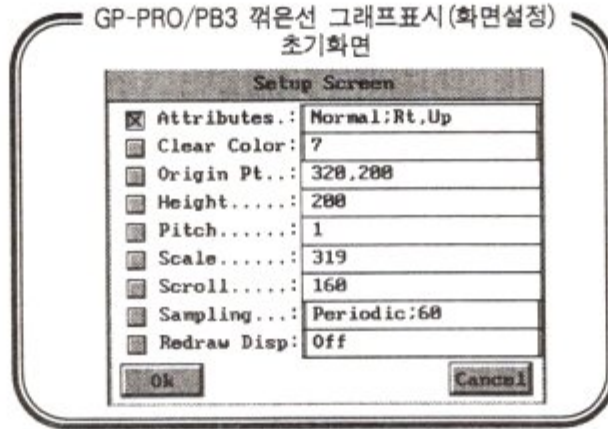 GP-PRO/PB3 꺾은선 그래프표시(화면설정)
초기화면
Setup Screen
Attributes.: Normal;Rt,Up
Clear Color: 7
Origin Pt..: 320,200
Height.....: 200
Pitch......: 1
Scale......: 319
Scroll.....: 160
Sampling...: Periodic;60
Redraw Disp: Off
Ok Cancel